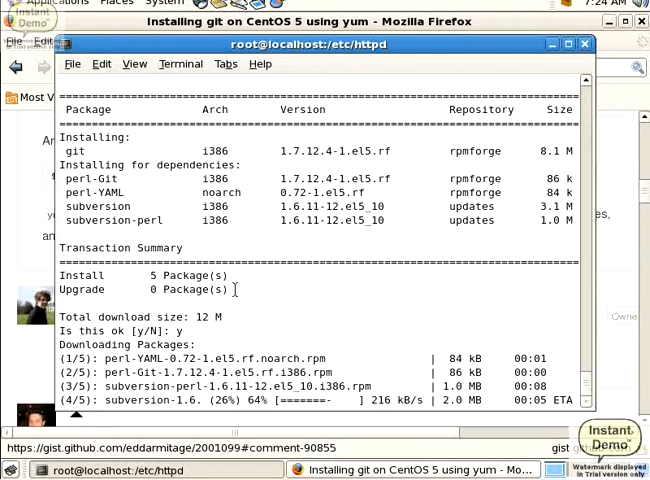 Instant
Demo
Places
System
7:24 AM
Installing git on CentOS 5 using yum - Mozilla Firefox
File Edit
root@localhost:/etc/httpd
File Edit View Terminal Tabs Help
Most V
================================================================================
Package Arch Version Repository Size
================================================================================
Installing:
git i386 1.7.12.4-1.el5.rf rpmforge 8.1 M
Installing for dependencies:
perl-Git i386 1.7.12.4-1.el5.rf rpmforge 86 k
perl-YAML noarch 0.72-1.el5.rf rpmforge 84 k
subversion i386 1.6.11-12.el5_10 updates 3.1 M
subversion-perl i386 1.6.11-12.el5_10 updates 1.0 M
Transaction Summary
================================================================================
Install 5 Package(s)
Upgrade 0 Package(s)
Total download size: 12 M
Is this ok [y/N]: y
Downloading Packages:
(1/5): perl-YAML-0.72-1.el5.rf.noarch.rpm | 84 kB 00:01
(2/5): perl-Git-1.7.12.4-1.el5.rf.i386.rpm | 86 kB 00:00
(3/5): subversion-perl-1.6.11-12.el5_10.i386.rpm | 1.0 MB 00:08
(4/5): subversion-1.6. (26%) 64% [=======- ] 216 kB/s | 2.0 MB 00:05 ETA
Owne
es,
https://gist.github.com/eddarmitage/2001099#comment-90855
gist.
Instant
Demo
Watermark displayed
in Trial version only
root@localhost:/etc/httpd
Installing git on CentOS 5 using yum - Mo...